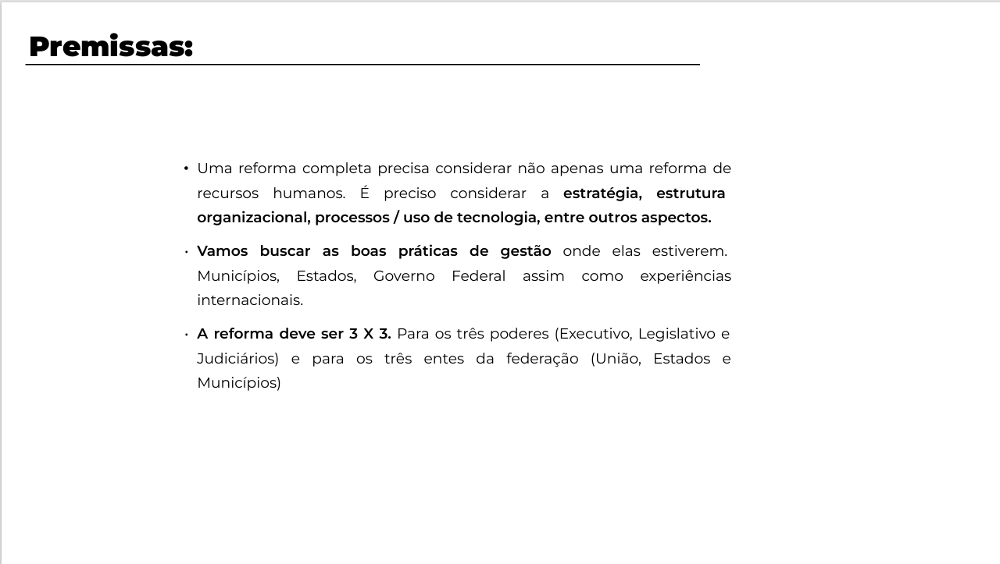 Premissas:
• Uma reforma completa precisa considerar não apenas uma reforma de
recursos humanos. É preciso considerar a estratégia, estrutura
organizacional, processos / uso de tecnologia, entre outros aspectos.
• Vamos buscar as boas práticas de gestão onde elas estiverem.
Municípios, Estados, Governo Federal assim como experiências
internacionais.
• A reforma deve ser 3 X 3. Para os três poderes (Executivo, Legislativo e
Judiciários) e para os três entes da federação (União, Estados e
Municípios)